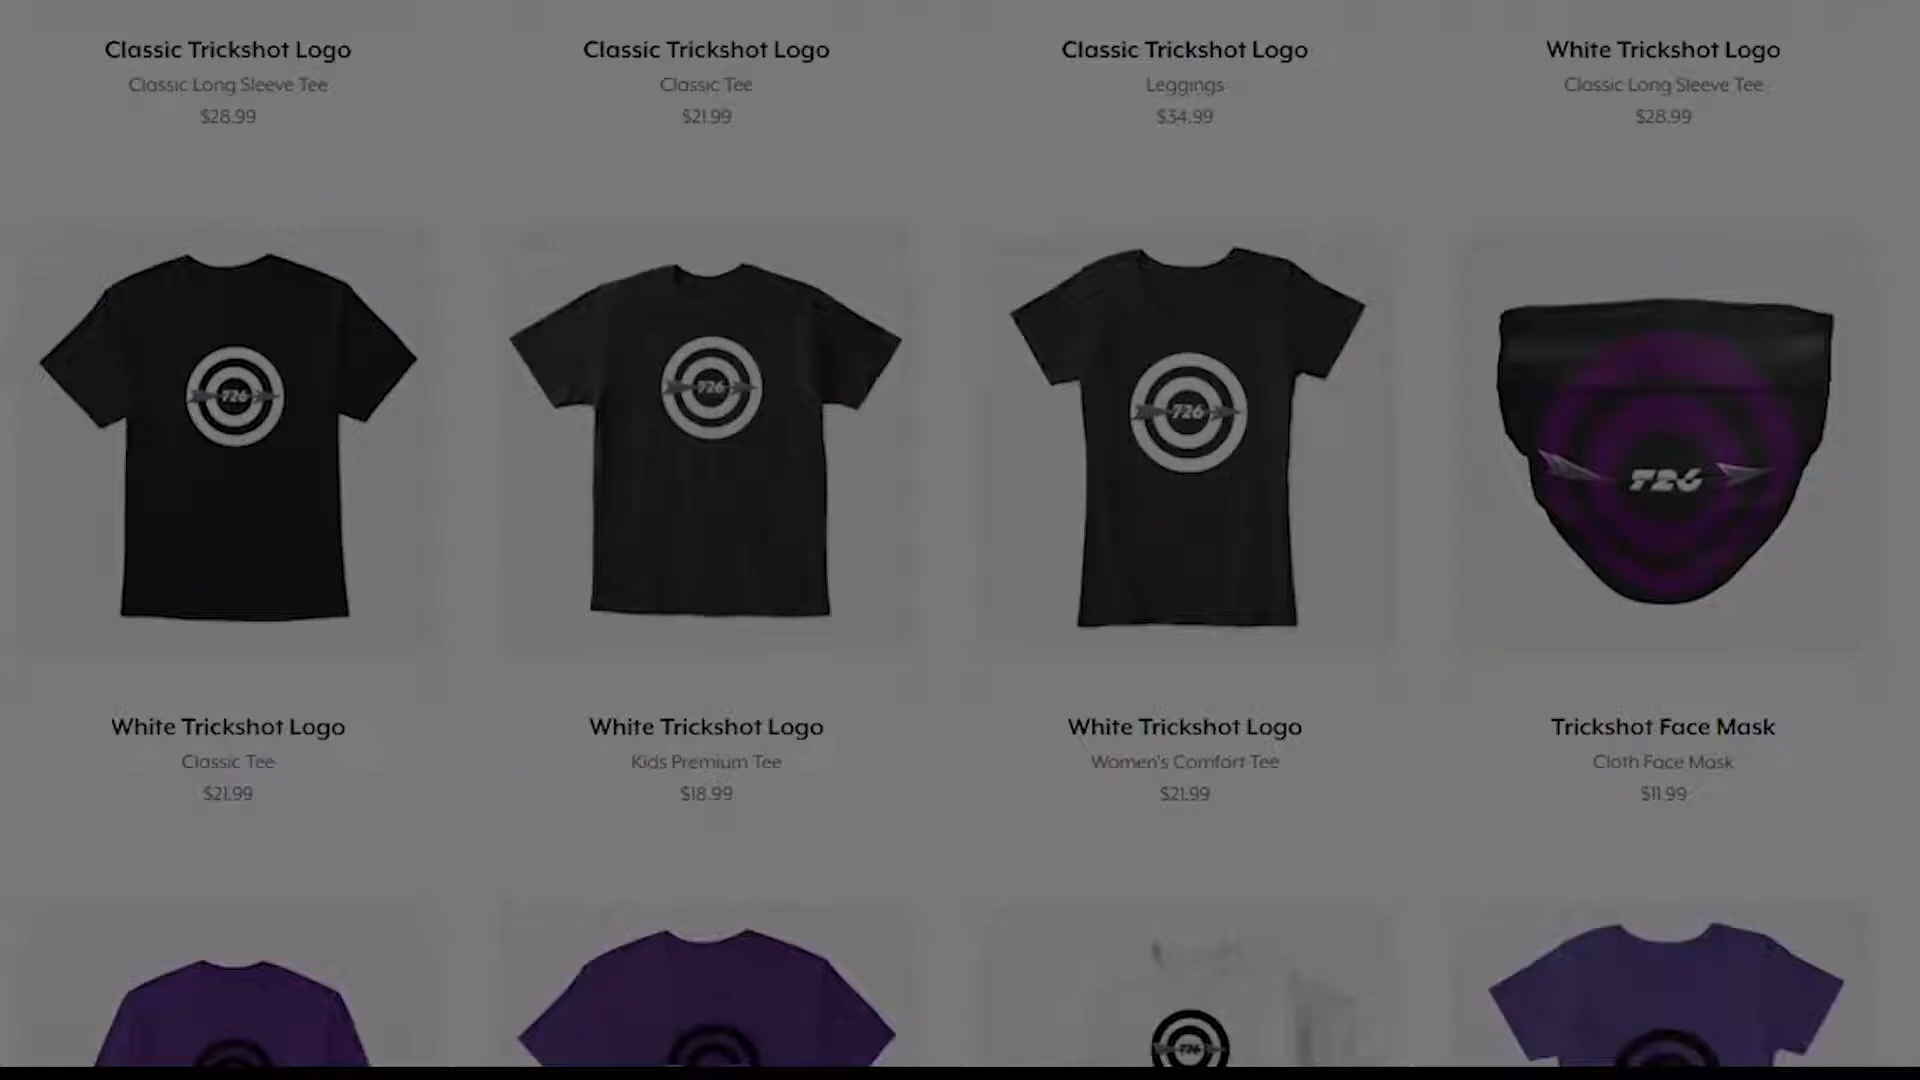 Classic Trickshot Logo
Classic Long Sleeve Tee
$28.99
Classic Trickshot Logo
Classic Tee
$21.99
Classic Trickshot Logo
Leggings
$34.99
White Trickshot Logo
Classic Long Sleeve Tee
$28.99
726
726
726
726
White Trickshot Logo
Classic Tee
$21.99
White Trickshot Logo
Kids Premium Tee
$18.99
White Trickshot Logo
Women's Comfort Tee
$21.99
Trickshot Face Mask
Cloth Face Mask
$11.99
726